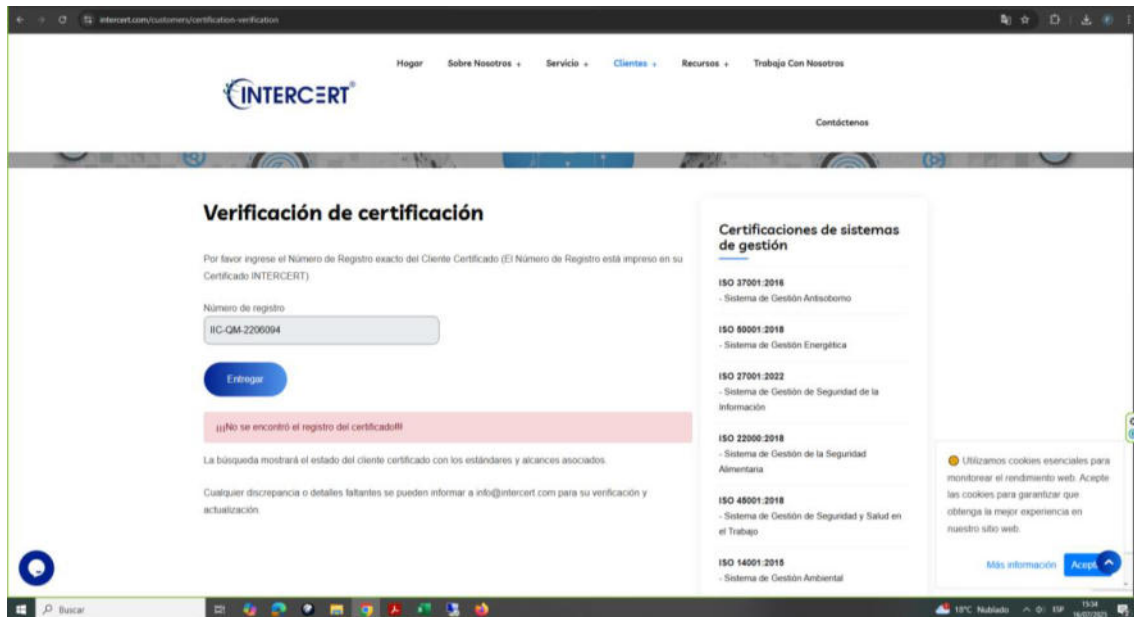 intercert.com/customers/certification-verification
Hogar Sobre Nosotros + Servicio + Clientes + Recursos + Trabaja Con Nosotros
INTERCERT®
Contáctenos
Verificación de certificación
Por favor ingrese el Número de Registro exacto del Cliente Certificado (El Número de Registro está impreso en su
Certificado INTERCERT)
Número de registro
IIC-QM-2206094
Entregar
¡¡¡No se encontró el registro del certificado!!!
La búsqueda mostrará el estado del cliente certificado con los estándares y alcances asociados.
Cualquier discrepancia o detalles faltantes se pueden informar a info@intercert.com para su verificación y
actualización.
Certificaciones de sistemas
de gestión
ISO 37001:2016
- Sistema de Gestión Antisoborno
ISO 50001:2018
- Sistema de Gestión Energética
ISO 27001:2022
- Sistema de Gestión de Seguridad de la
Información
ISO 22000:2018
- Sistema de Gestión de la Seguridad
Alimentaria
ISO 45001:2018
- Sistema de Gestión de Seguridad y Salud en
el Trabajo
ISO 14001:2015
- Sistema de Gestión Ambiental
Utilizamos cookies esenciales para
monitorear el rendimiento web. Acepte
las cookies para garantizar que
obtenga la mejor experiencia en
nuestro sitio web.
Más información
Buscar
18°C Nublado ESP 15:34
16/07/2025